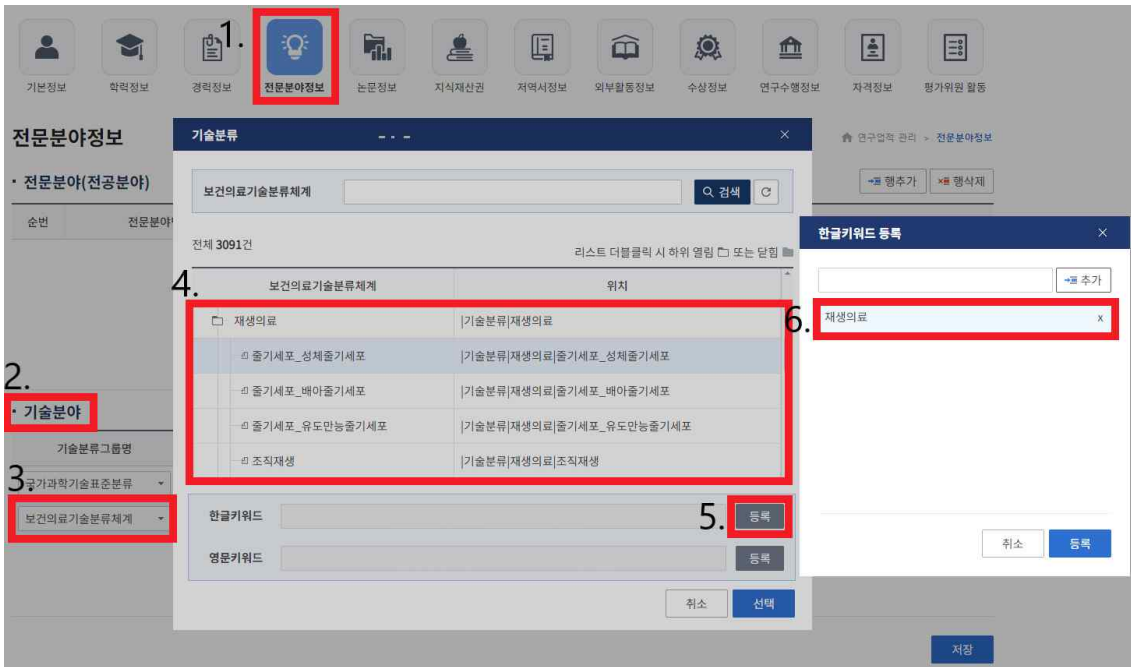 1.
기본정보 학력정보 경력정보 전문분야정보 논문정보 지식재산권 저역서정보 외부활동정보 수상정보 연구수행정보 자격정보 평가위원 활동
전문분야정보
연구업적 관리 > 전문분야정보
· 전문분야(전공분야)
행추가 행삭제
순번 전문분야
기술분류
보건의료기술분류체계 검색
전체 3091건
리스트 더블클릭 시 하위 열림 또는 닫힘
4.
보건의료기술분류체계 위치
재생의료 |기술분류|재생의료
줄기세포_성체줄기세포 |기술분류|재생의료|줄기세포_성체줄기세포
줄기세포_배아줄기세포 |기술분류|재생의료|줄기세포_배아줄기세포
줄기세포_유도만능줄기세포 |기술분류|재생의료|줄기세포_유도만능줄기세포
조직재생 |기술분류|재생의료|조직재생
2.
· 기술분야
기술분류그룹명
3.
국가과학기술표준분류
보건의료기술분류체계
한글키워드 5. 등록
영문키워드 등록
취소 선택
한글키워드 등록
추가
6.
재생의료 x
취소 등록
저장